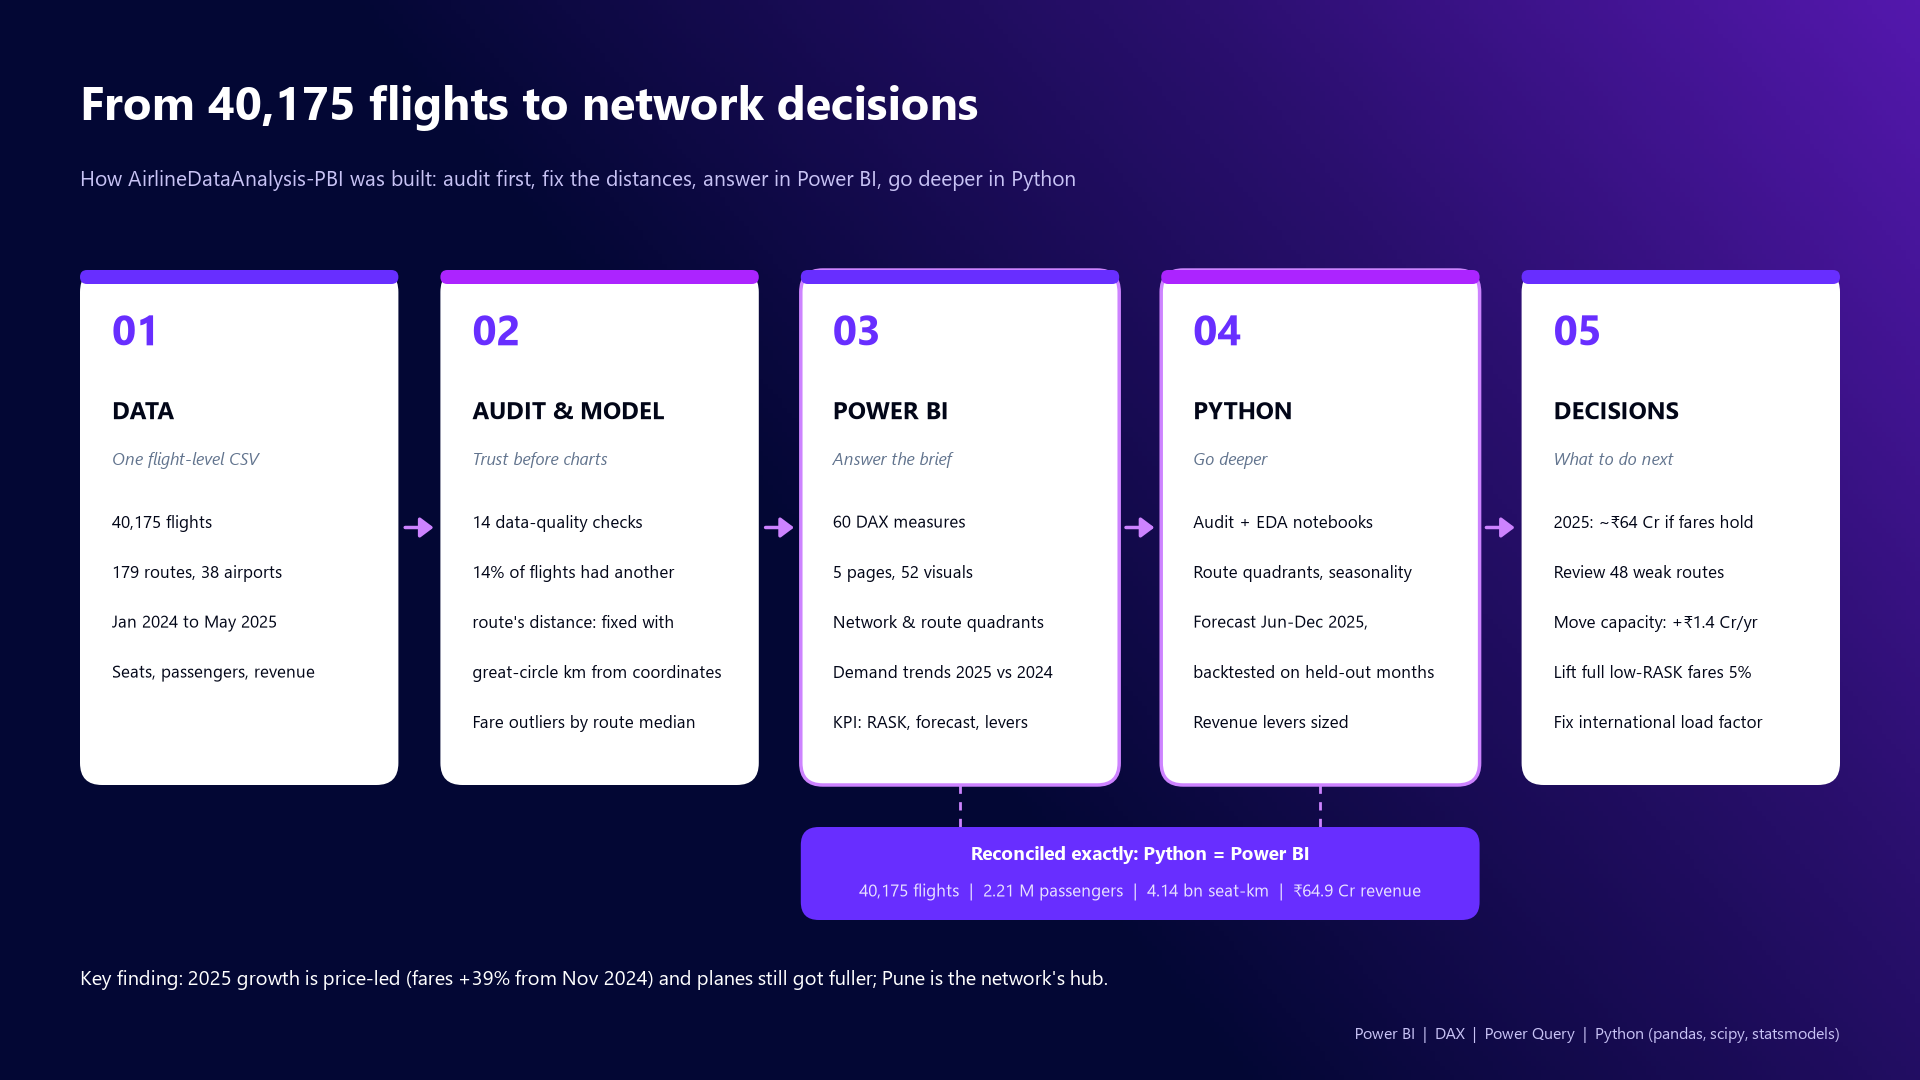 From 40,175 flights to network decisions
How AirlineDataAnalysis-PBI was built: audit first, fix the distances, answer in Power BI, go deeper in Python
01
DATA
One flight-level CSV
40,175 flights
179 routes, 38 airports
Jan 2024 to May 2025
Seats, passengers, revenue
02
AUDIT & MODEL
Trust before charts
14 data-quality checks
14% of flights had another
route's distance: fixed with
great-circle km from coordinates
Fare outliers by route median
03
POWER BI
Answer the brief
60 DAX measures
5 pages, 52 visuals
Network & route quadrants
Demand trends 2025 vs 2024
KPI: RASK, forecast, levers
04
PYTHON
Go deeper
Audit + EDA notebooks
Route quadrants, seasonality
Forecast Jun-Dec 2025,
backtested on held-out months
Revenue levers sized
05
DECISIONS
What to do next
2025: ~₹64 Cr if fares hold
Review 48 weak routes
Move capacity: +₹1.4 Cr/yr
Lift full low-RASK fares 5%
Fix international load factor
Reconciled exactly: Python = Power BI
40,175 flights | 2.21 M passengers | 4.14 bn seat-km | ₹64.9 Cr revenue
Key finding: 2025 growth is price-led (fares +39% from Nov 2024) and planes still got fuller; Pune is the network's hub.
Power BI | DAX | Power Query | Python (pandas, scipy, statsmodels)